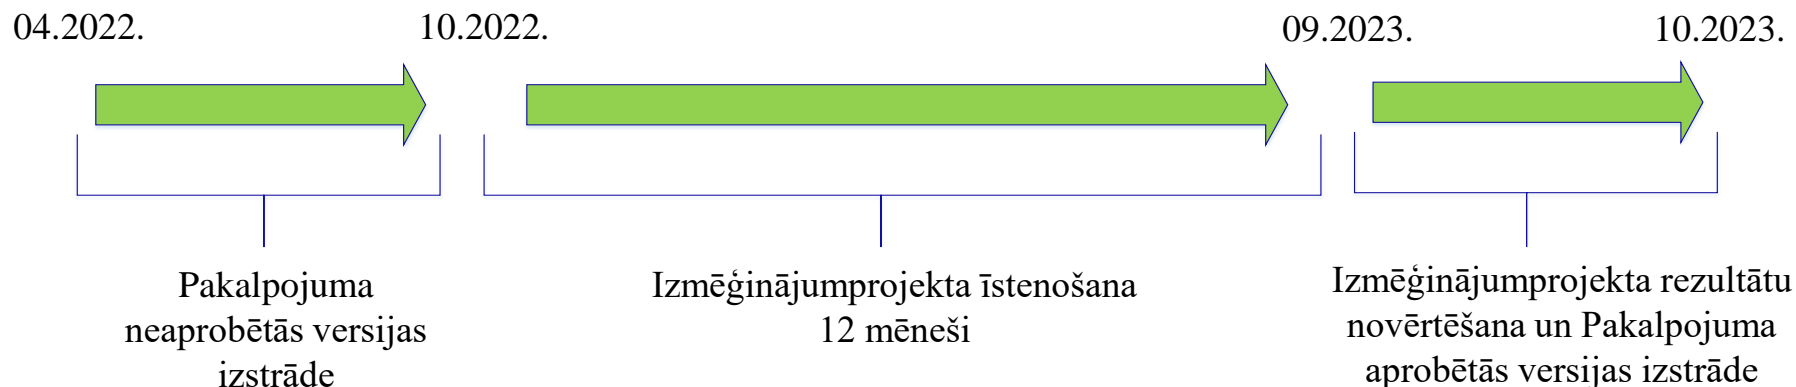 04.2022.
10.2022.
09.2023.
10.2023.
Pakalpojuma
neaprobētās versijas
izstrāde
Izmēģinājumprojekta īstenošana
12 mēneši
Izmēģinājumprojekta rezultātu
novērtēšana un Pakalpojuma
aprobētās versijas izstrāde